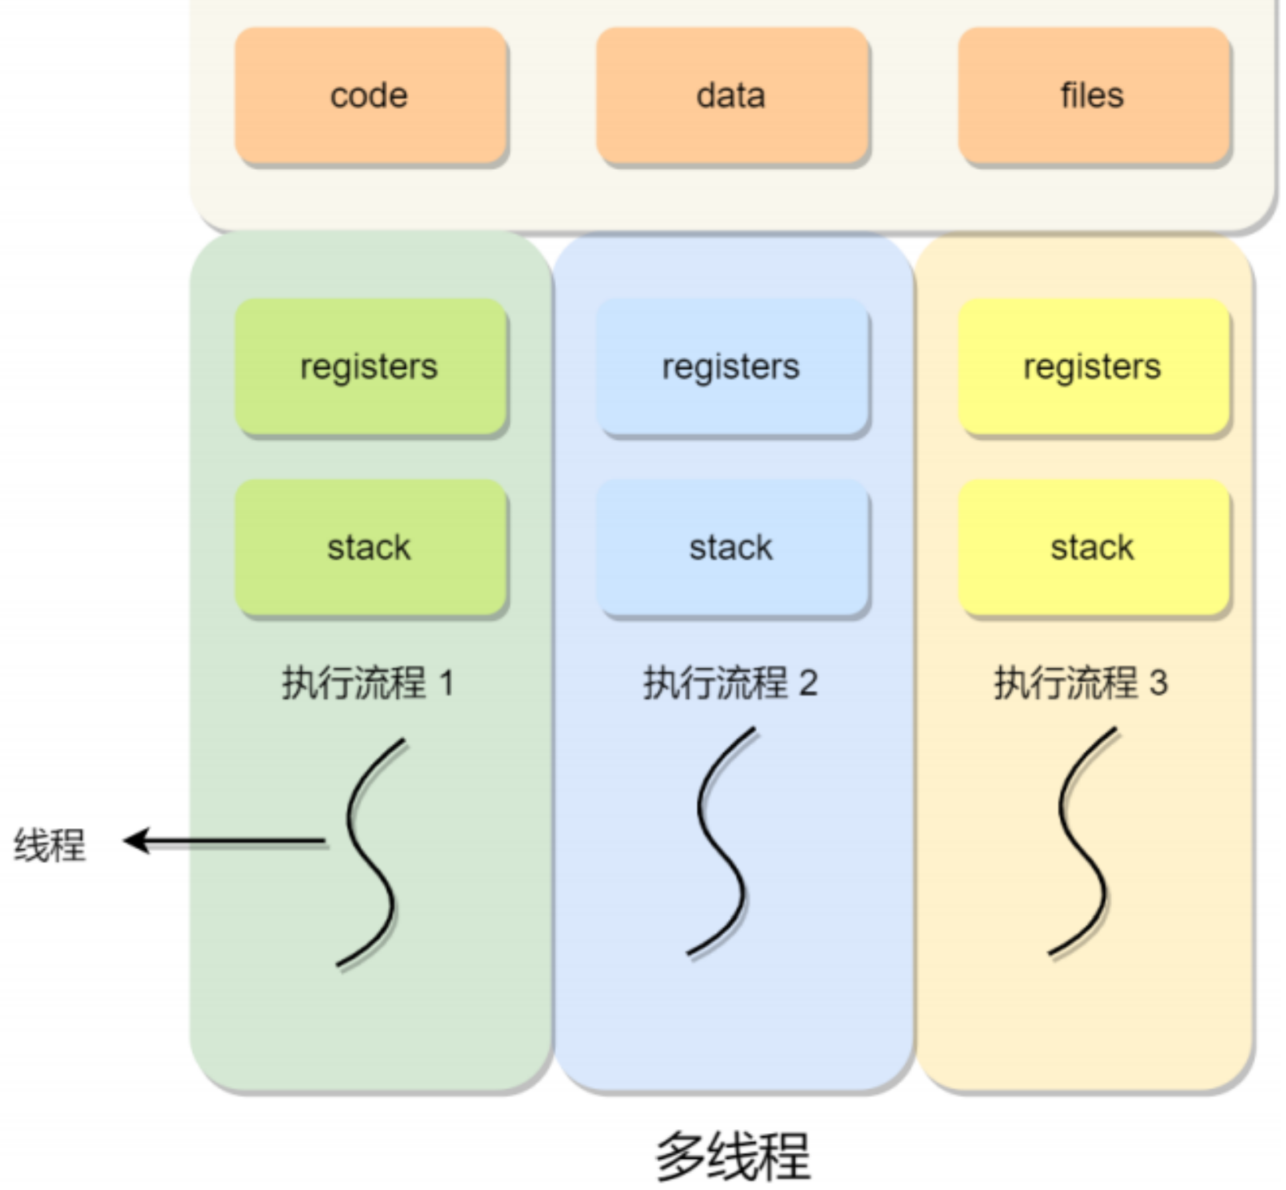 code data files
registers registers registers
stack stack stack
执行流程 1 执行流程 2 执行流程 3
线程
多线程